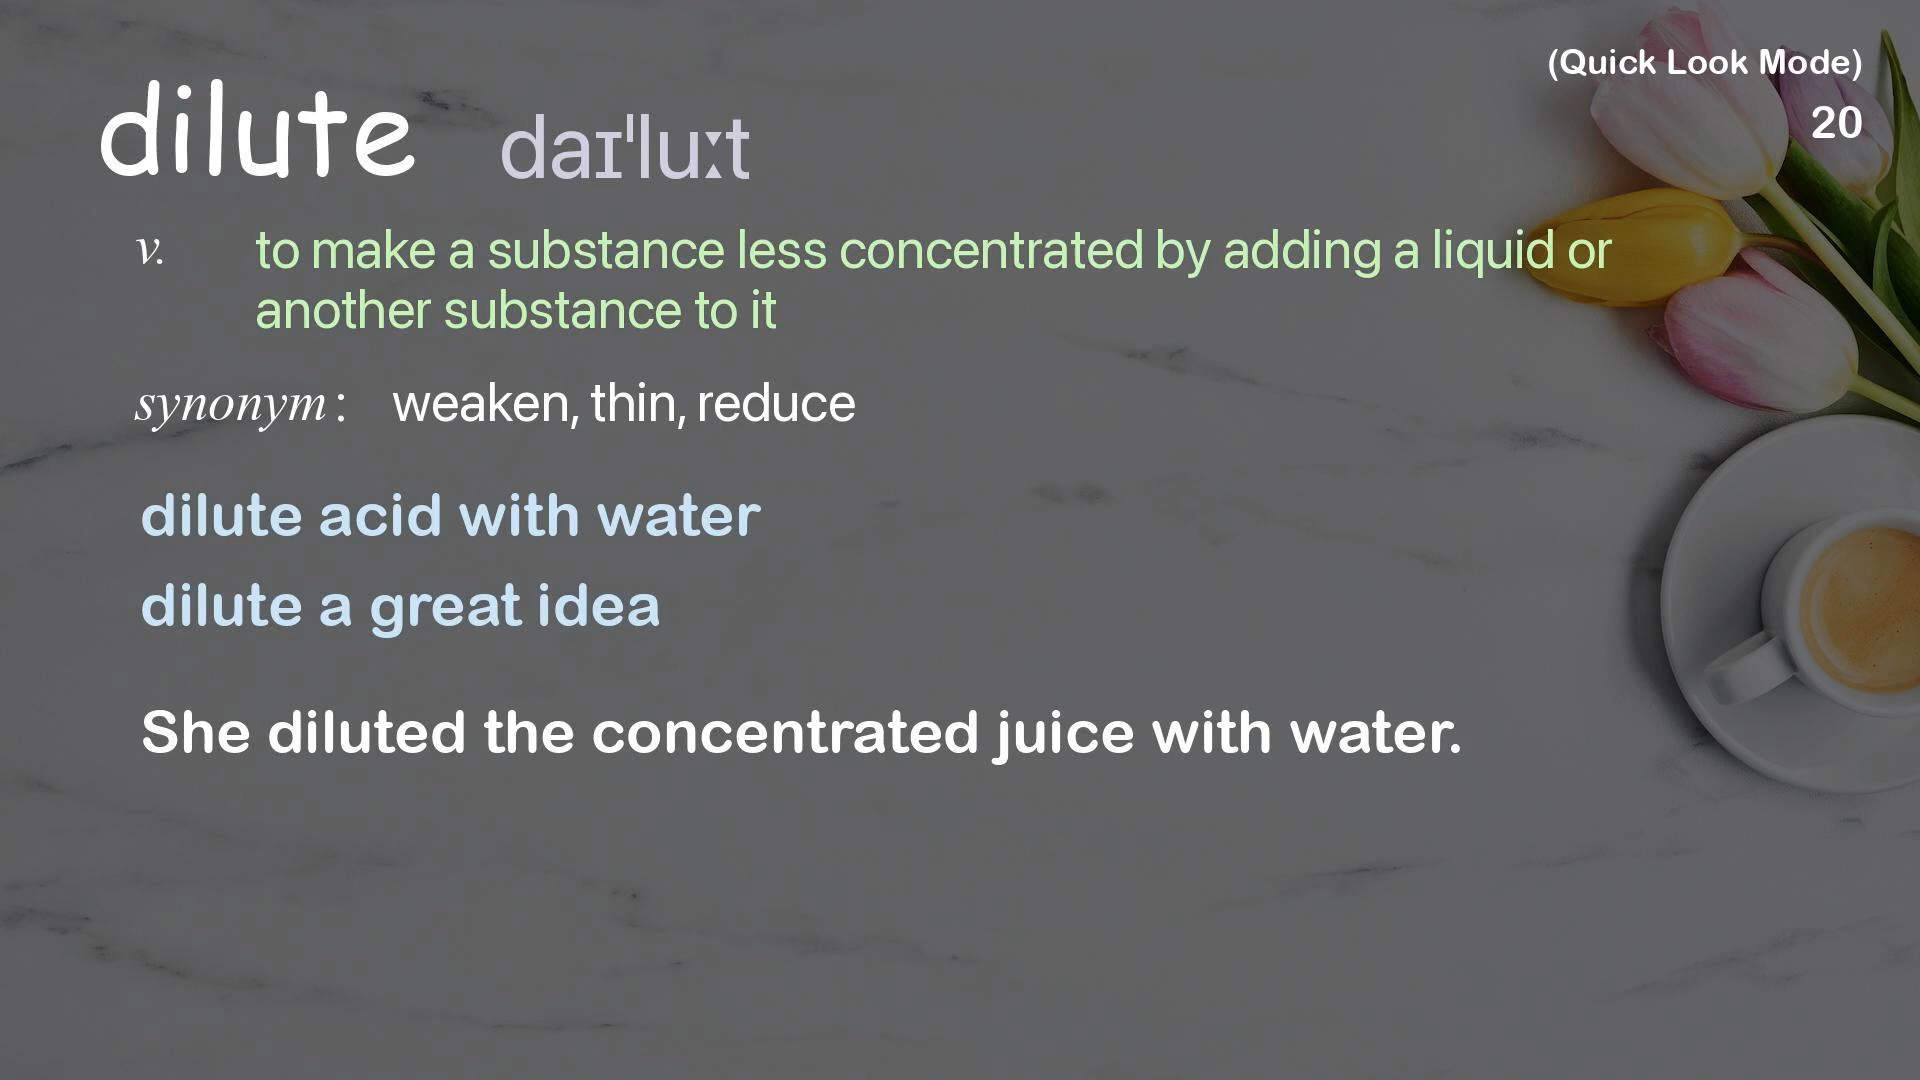 (Quick Look Mode)
20
dilute daɪˈluːt
v. to make a substance less concentrated by adding a liquid or
another substance to it
synonym: weaken, thin, reduce
dilute acid with water
dilute a great idea
She diluted the concentrated juice with water.